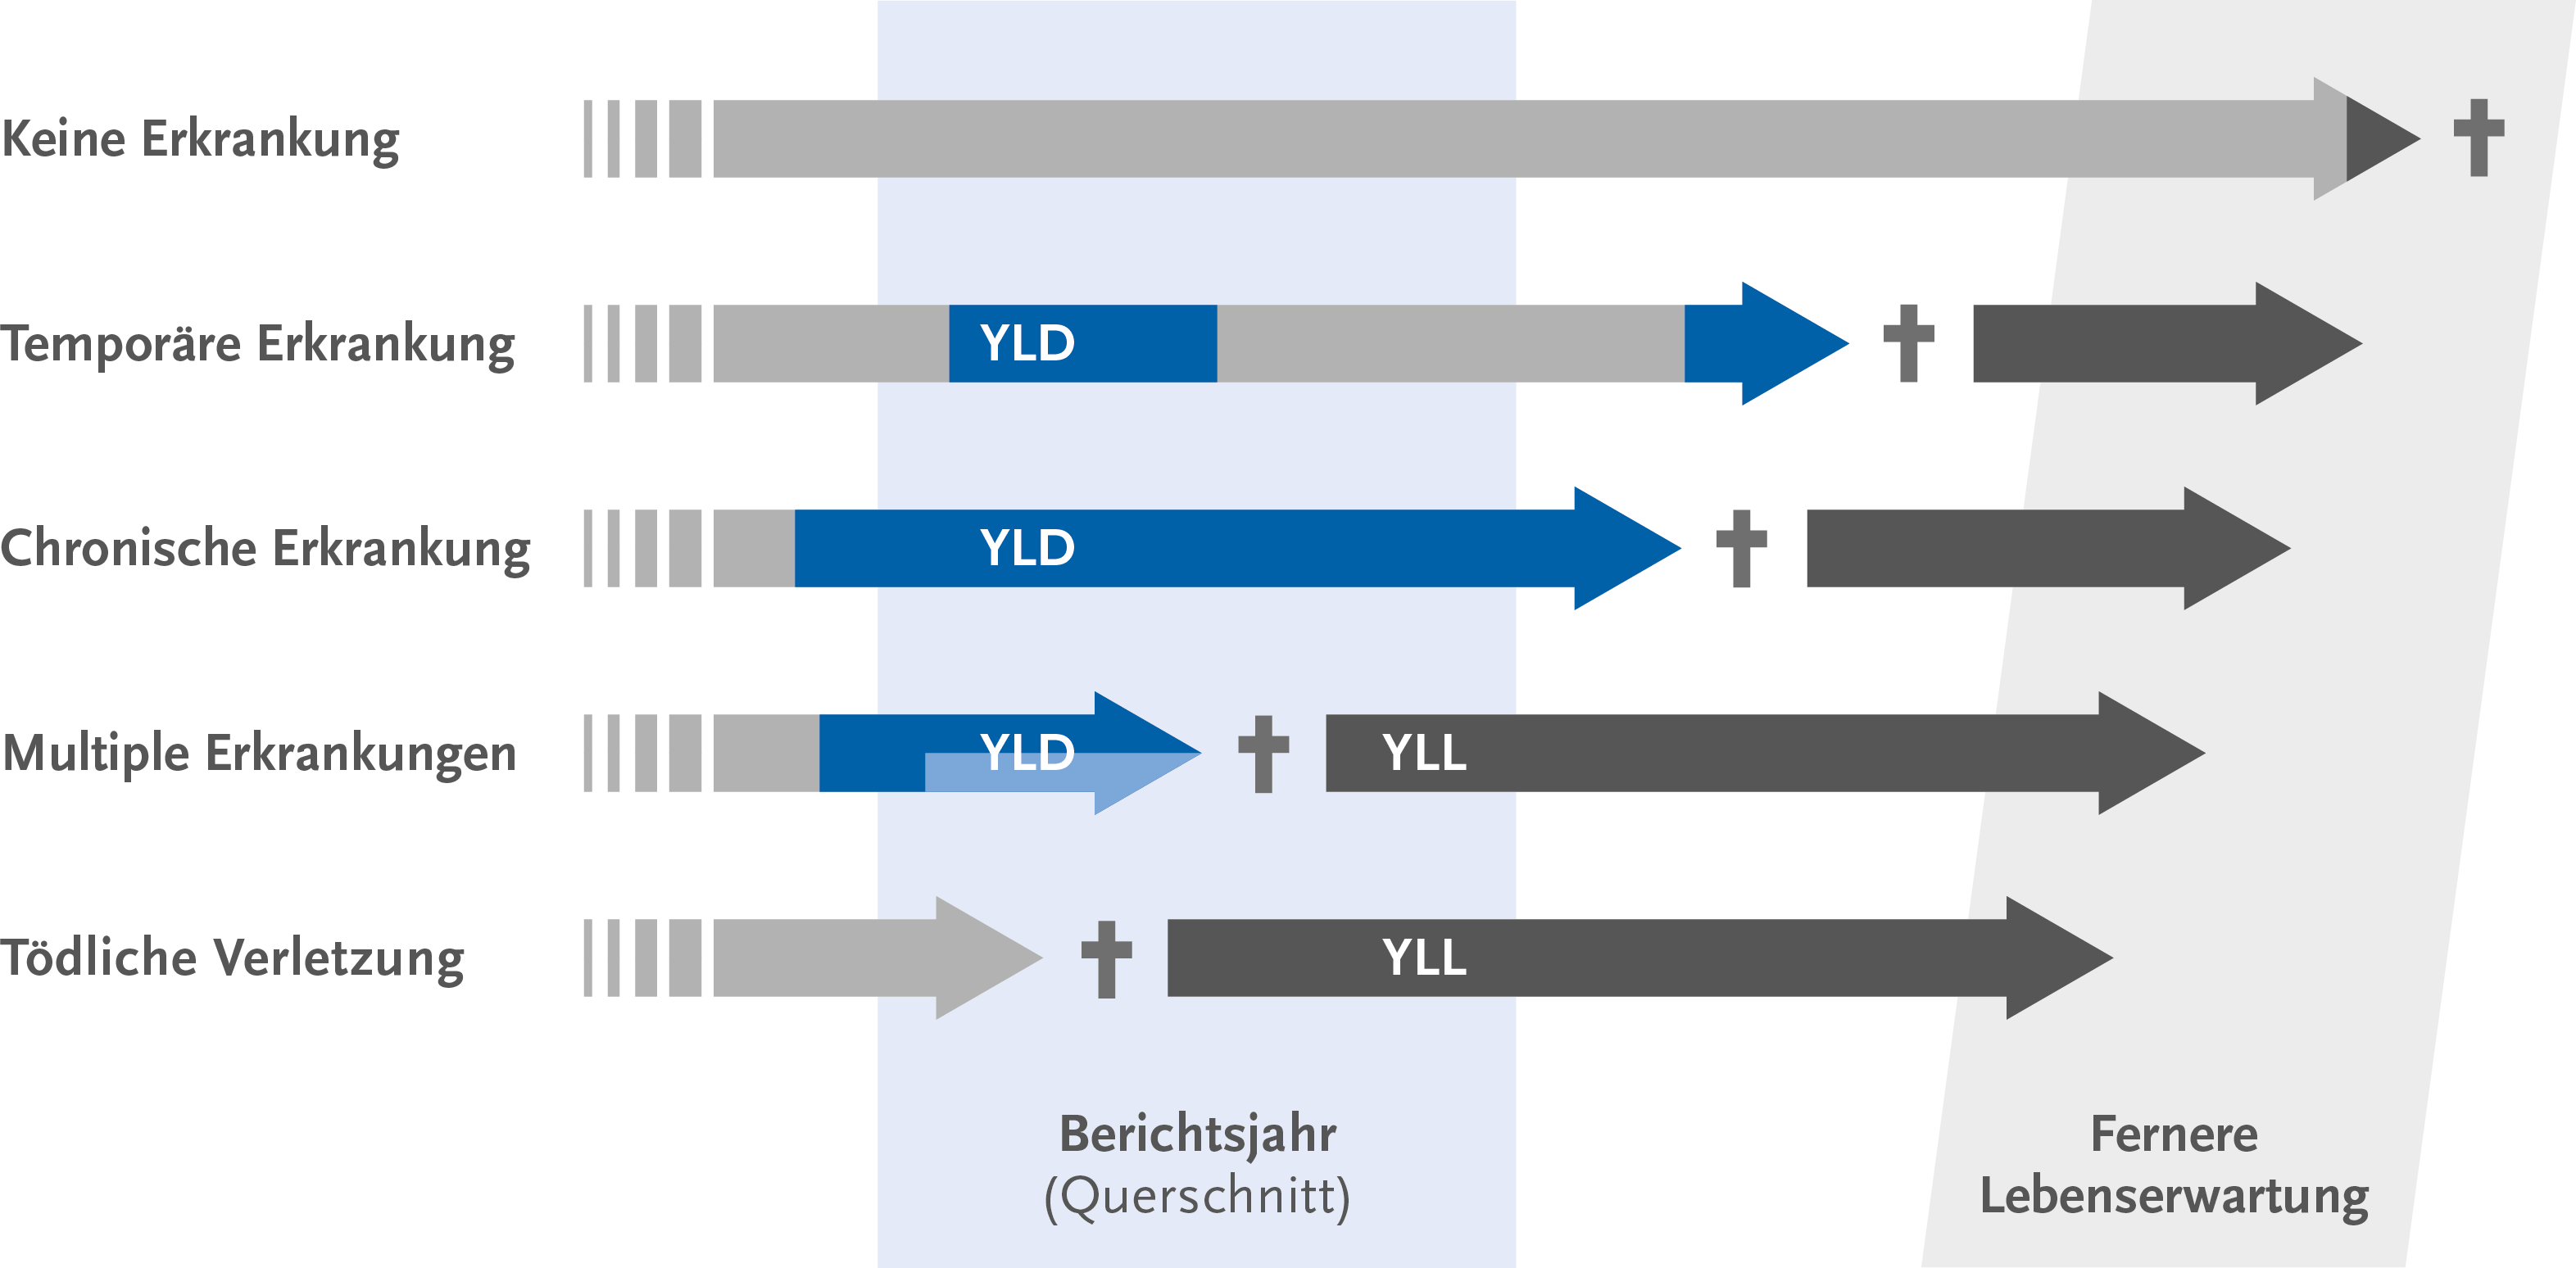 Keine Erkrankung
Temporäre Erkrankung
YLD
Chronische Erkrankung
YLD
Multiple Erkrankungen
YLD
YLL
Tödliche Verletzung
YLL
Berichtsjahr
(Querschnitt)
Fernere
Lebenserwartung